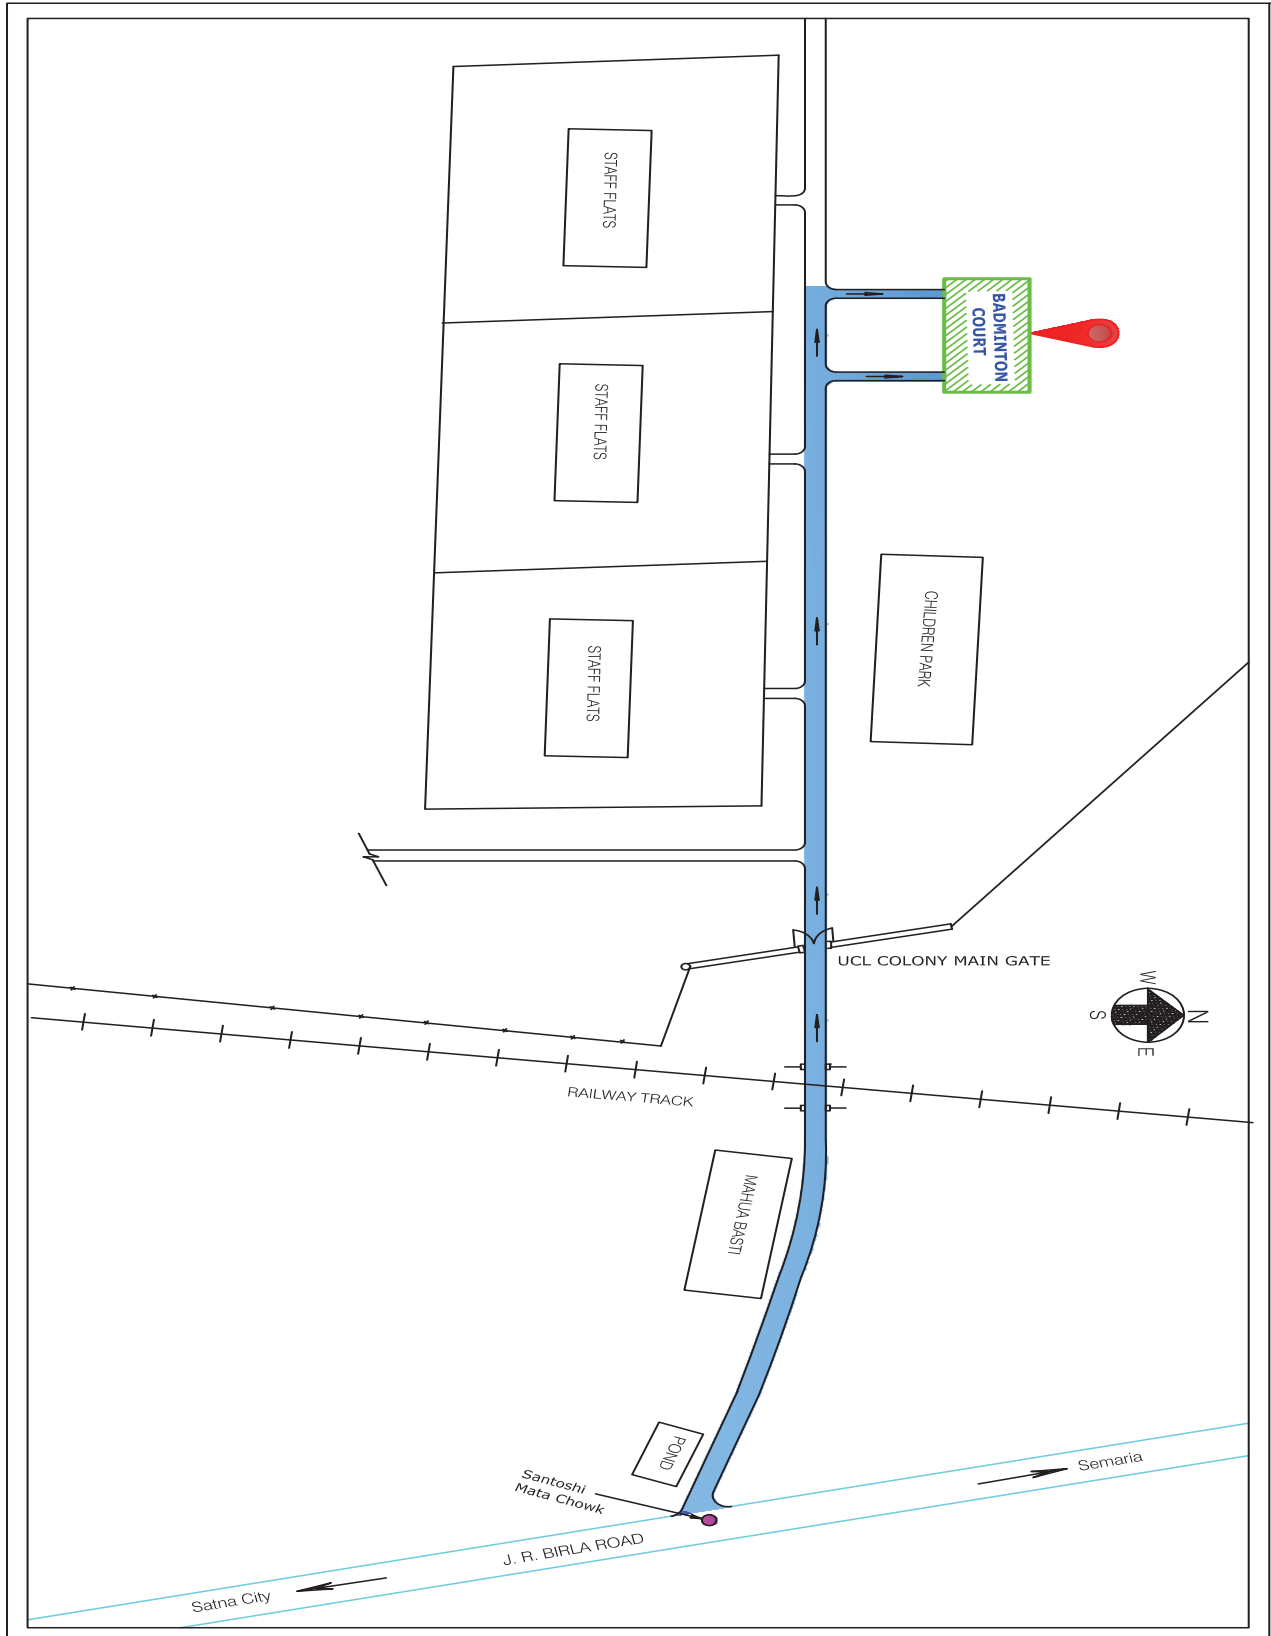 STAFF FLATS
BADMINTON
COURT
STAFF FLATS
CHILDREN PARK
STAFF FLATS
UCL COLONY MAIN GATE
W
N
S
E
RAILWAY TRACK
MAHUA BASTI
POND
Santoshi
Mata Chowk
Semaria
J. R. BIRLA ROAD
Satna City